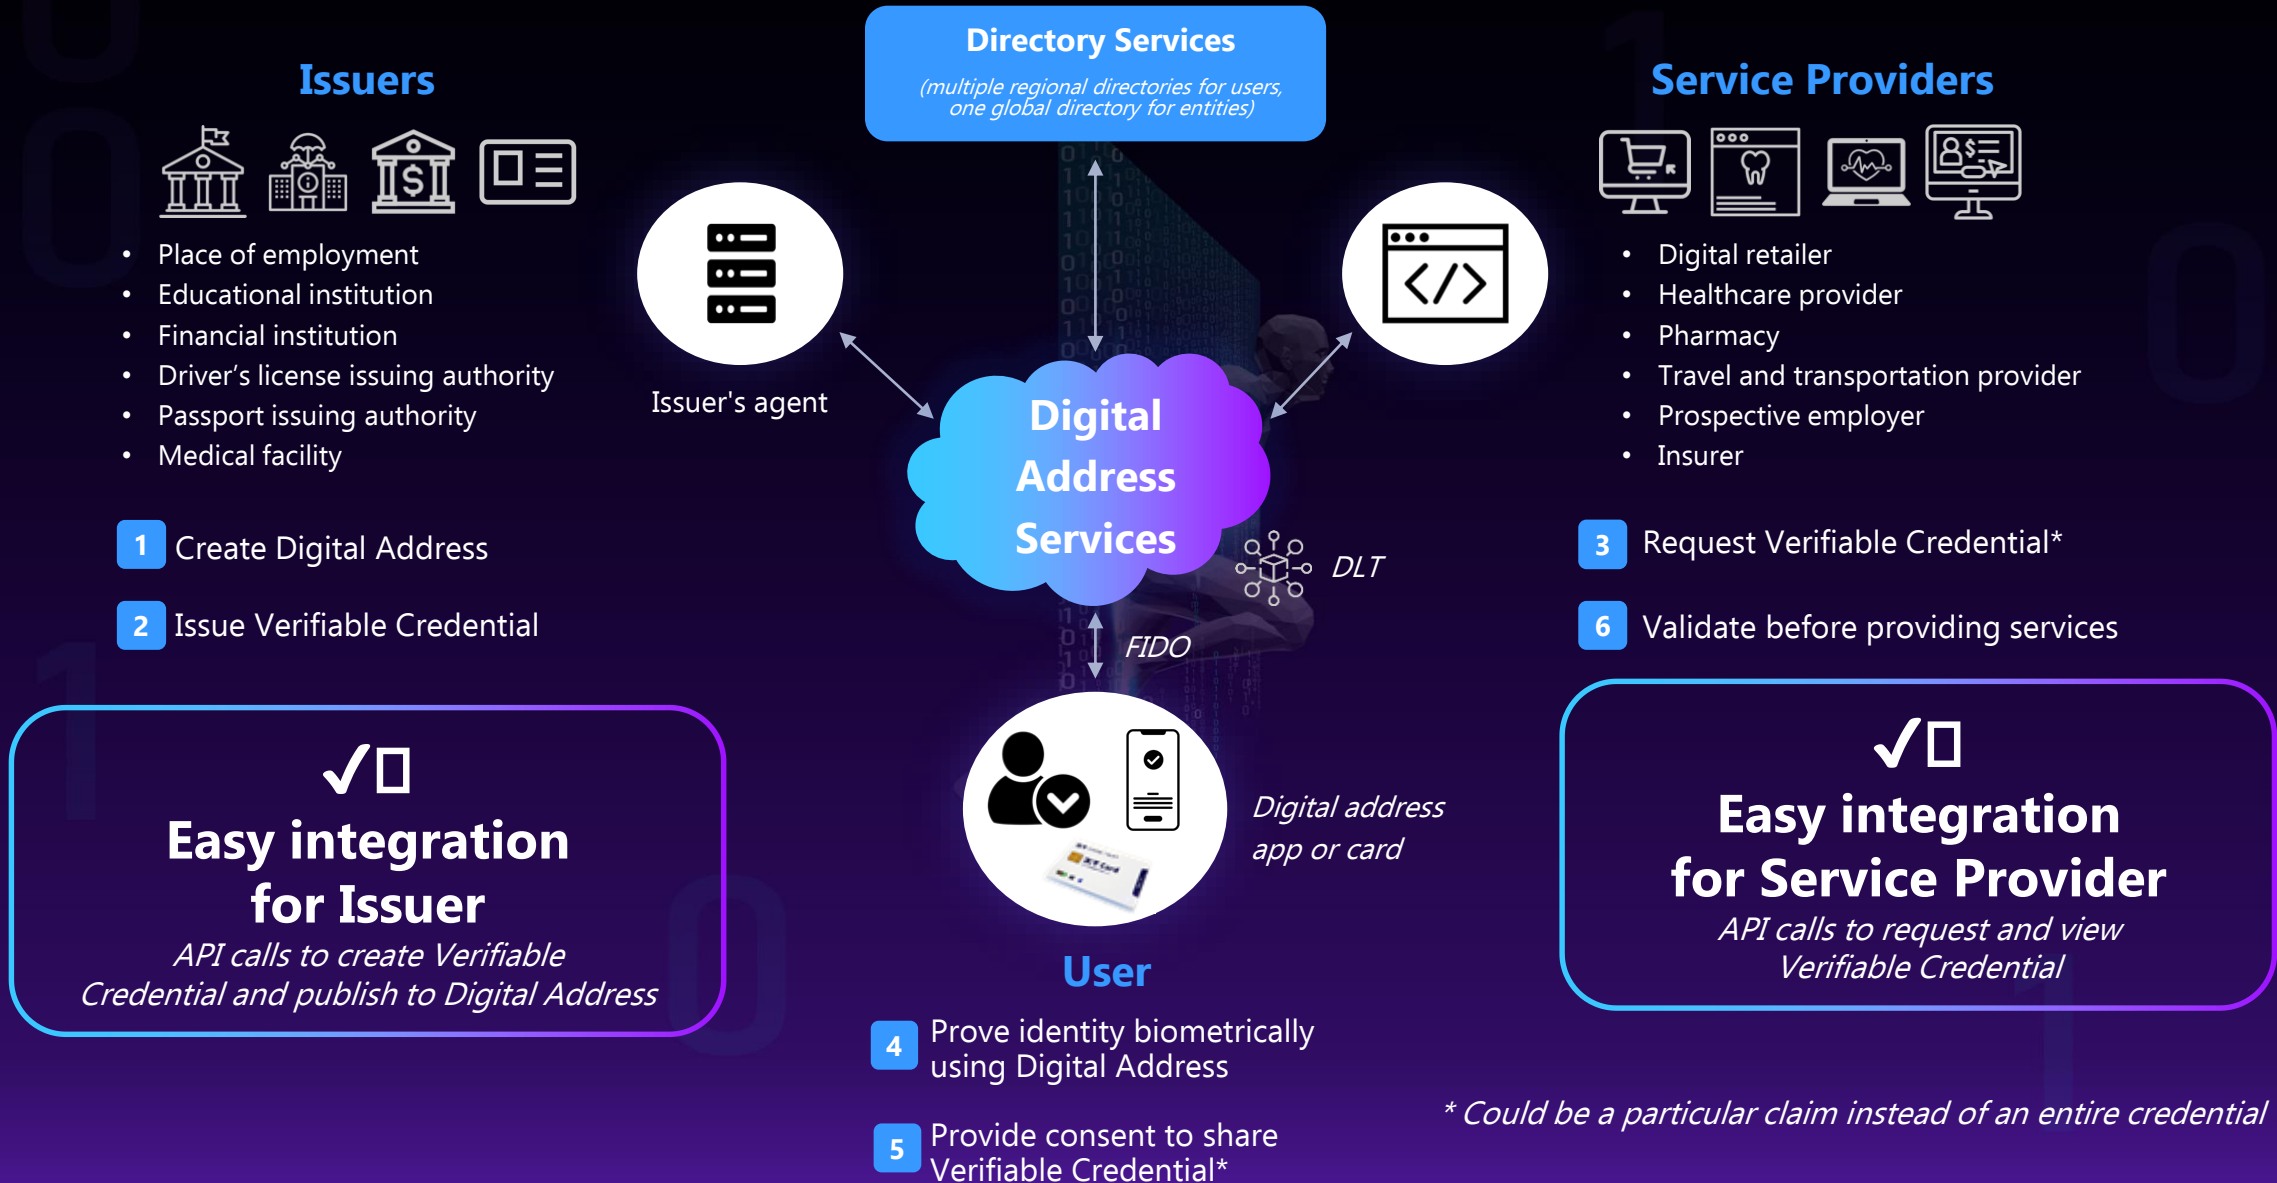 Directory Services
(multiple regional directories for users,
one global directory for entities)
Issuers
• Place of employment
• Educational institution
• Financial institution
• Driver's license issuing authority
• Passport issuing authority
• Medical facility
1 Create Digital Address
2 Issue Verifiable Credential
✓
Easy integration
for Issuer
API calls to create Verifiable
Credential and publish to Digital Address
Issuer's agent
Digital
Address
Services
DLT
FIDO
Digital address
app or card
User
4 Prove identity biometrically
using Digital Address
5 Provide consent to share
Verifiable Credential*
Service Providers
• Digital retailer
• Healthcare provider
• Pharmacy
• Travel and transportation provider
• Prospective employer
• Insurer
3 Request Verifiable Credential*
6 Validate before providing services
✓
Easy integration
for Service Provider
API calls to request and view
Verifiable Credential
* Could be a particular claim instead of an entire credential